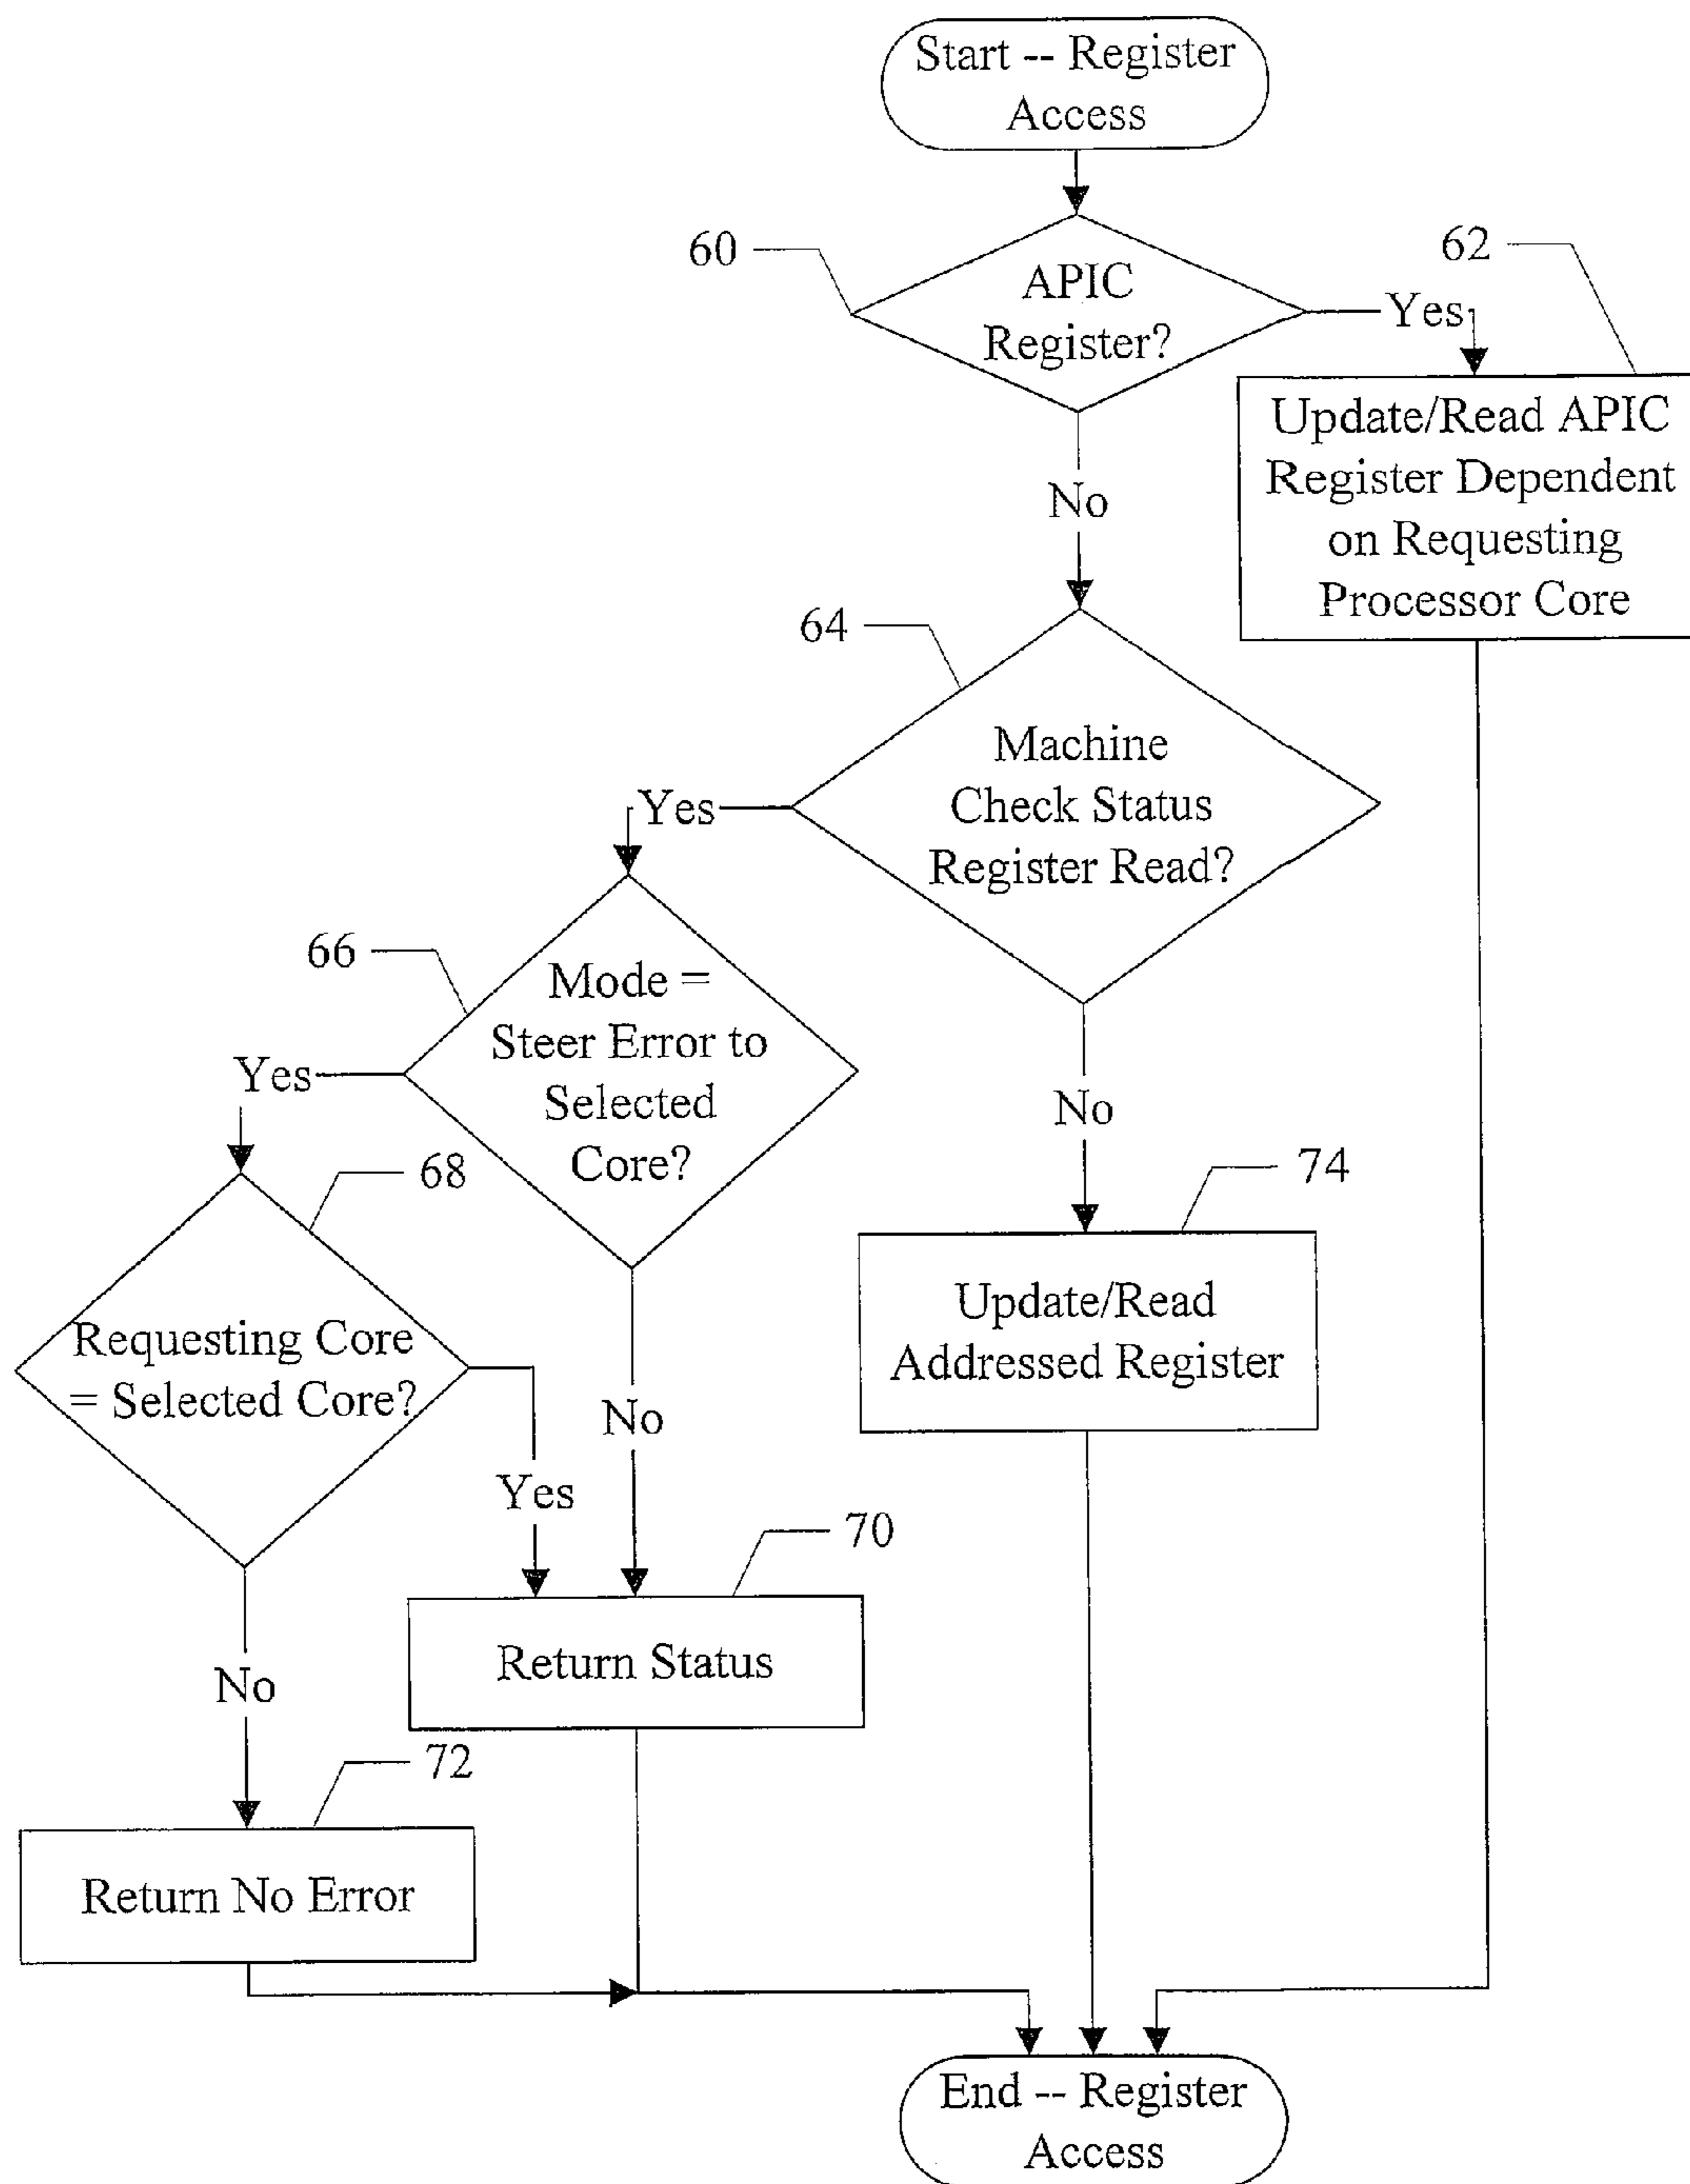 Start -- Register
Access
60
APIC
Register?
Yes
62
Update/Read APIC
Register Dependent
on Requesting
Processor Core
No
64
Machine
Check Status
Register Read?
Yes
66
Mode =
Steer Error to
Selected
Core?
Yes
No
68
Requesting Core
= Selected Core?
74
Update/Read
Addressed Register
No
Yes
70
Return Status
No
72
Return No Error
End -- Register
Access